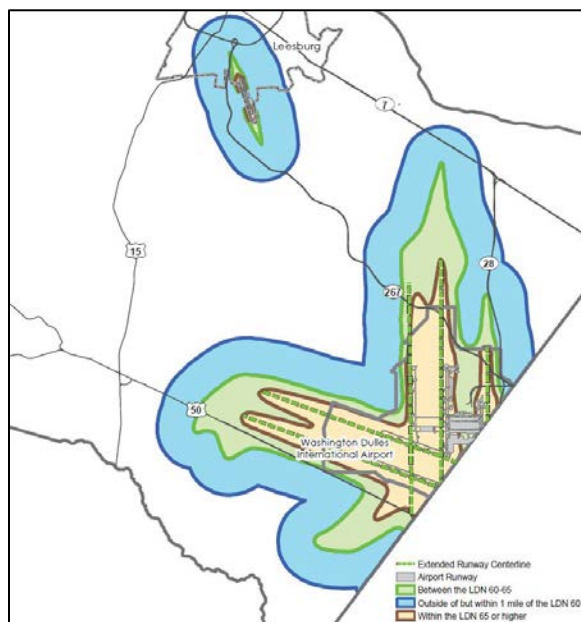 Leesburg
7
15
28
267
50
Washington Dulles
International Airport
Extended Runway Centerline
Airport Runway
Between the LDN 60-65
Outside of but within 1 mile of the LDN 60
Within the LDN 65 or higher